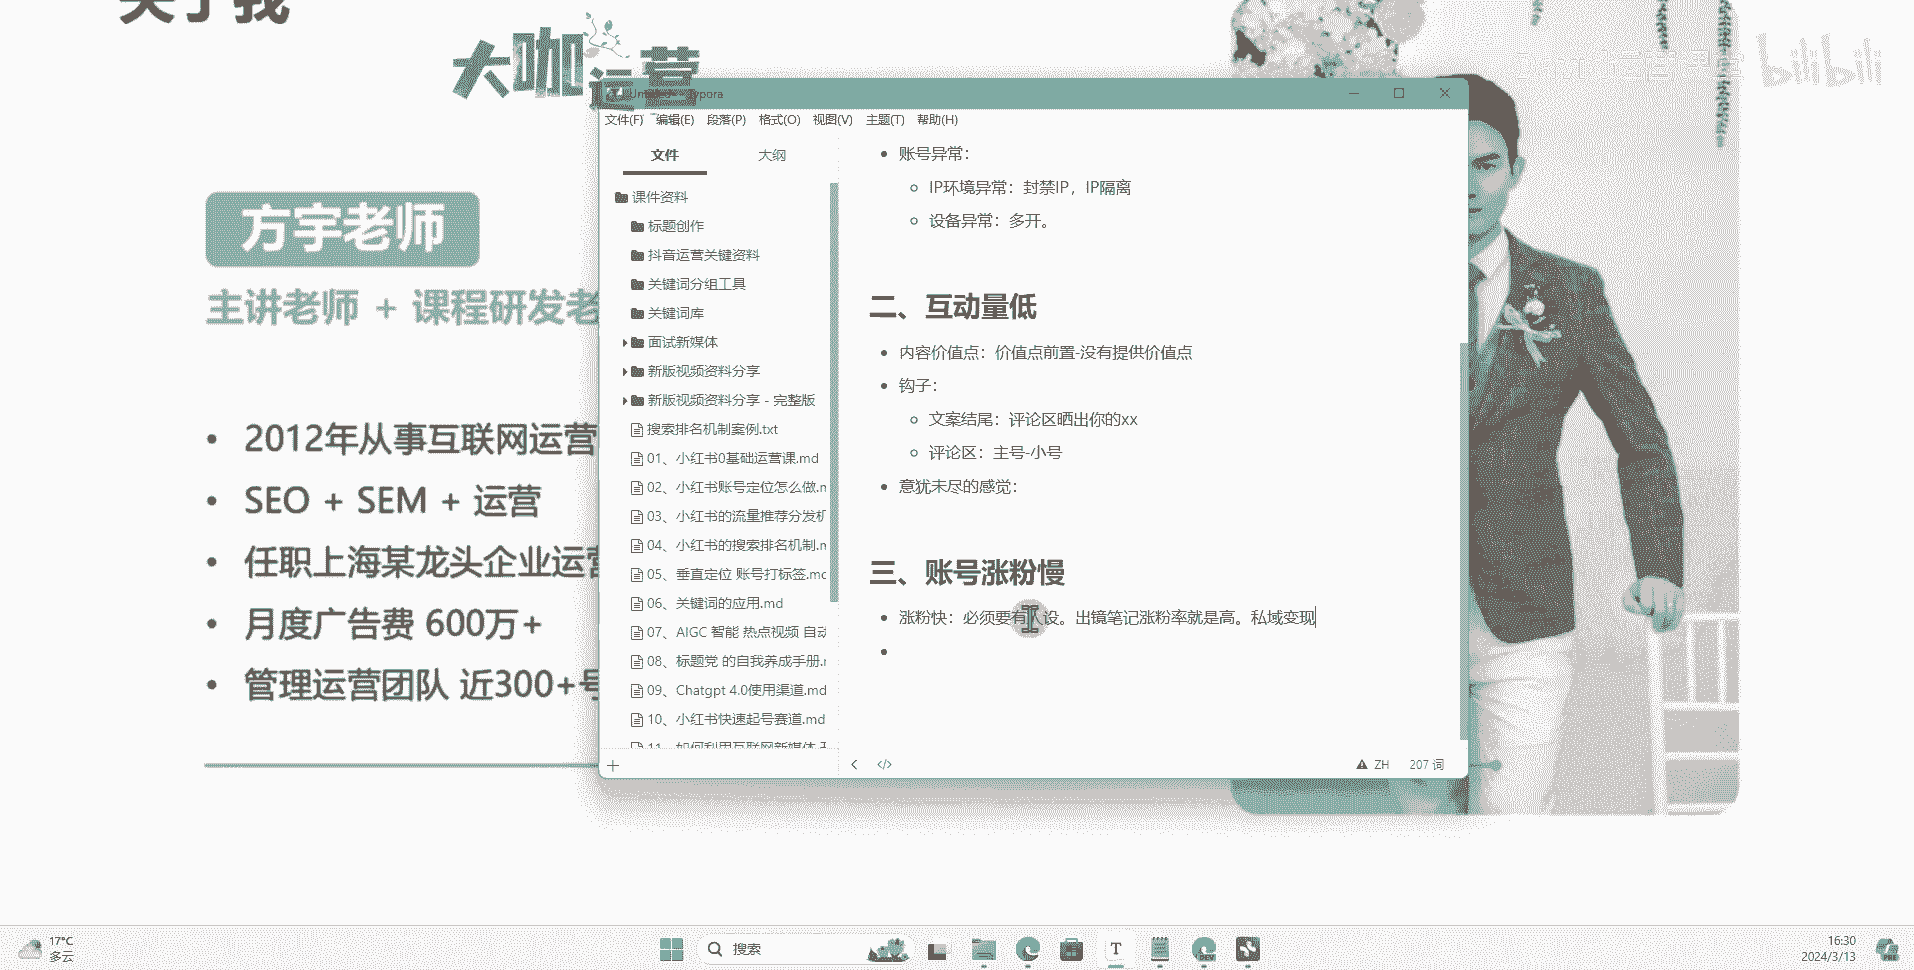 关于我
大咖运营
bilibili
方宇老师
主讲老师 + 课程研发老
• 2012年从事互联网运营
• SEO + SEM + 运营
• 任职上海某龙头企业运营
• 月度广告费 600万+
• 管理运营团队 近300+号
文件(F) 编辑(E) 段落(P) 格式(O) 视图(V) 主题(T) 帮助(H)
文件 大纲
课件资料
标题创作
抖音运营关键资料
关键词分组工具
关键词库
面试新媒体
新版视频资料分享
新版视频资料分享 - 完整版
搜索排名机制案例.txt
01、小红书0基础运营课.md
02、小红书账号定位怎么做.m
03、小红书的流量推荐分发机
04、小红书的搜索排名机制.m
05、垂直定位 账号打标签.mc
06、关键词的应用.md
07、AIGC 智能 热点视频 自动
08、标题党 的自我养成手册.r
09、Chatgpt 4.0使用渠道.md
10、小红书快速起号赛道.md
11、如何利用互联网新媒体
• 账号异常：
IP环境异常：封禁IP，IP隔离
设备异常：多开。
二、互动量低
• 内容价值点：价值点前置-没有提供价值点
• 钩子：
文案结尾：评论区晒出你的xx
评论区：主号-小号
• 意犹未尽的感觉：
三、账号涨粉慢
• 涨粉快：必须要有人设。出镜笔记涨粉率就是高。私域变现
ZH 207 词
17°C
多云
搜索
16:30
2024/3/13